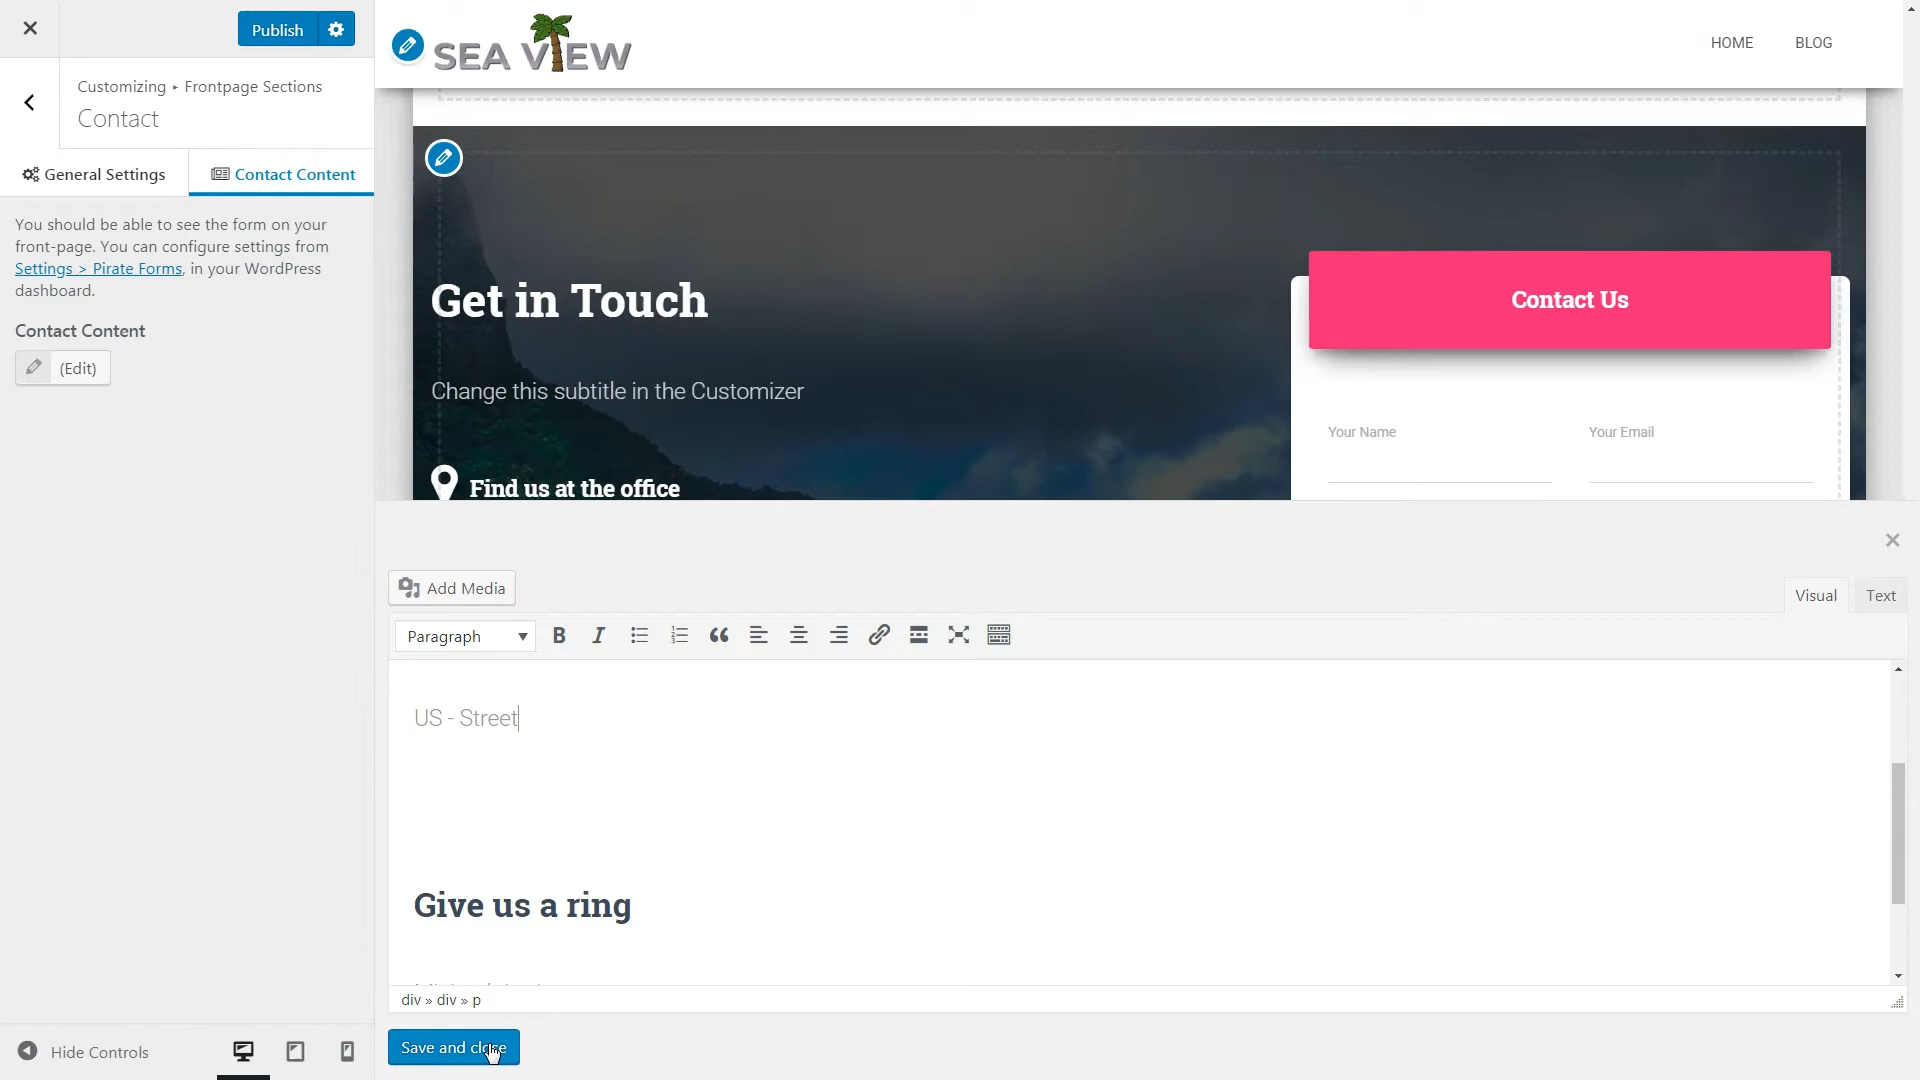 Publish
Customizing ▸ Frontpage Sections
Contact
General Settings
Contact Content
You should be able to see the form on your
front-page. You can configure settings from
Settings > Pirate Forms, in your WordPress
dashboard.
Contact Content
(Edit)
Hide Controls
SEA VIEW
HOME
BLOG
Get in Touch
Change this subtitle in the Customizer
Find us at the office
Contact Us
Your Name
Your Email
Add Media
Visual
Text
Paragraph
B
I
US - Street
Give us a ring
div » div » p
Save and close